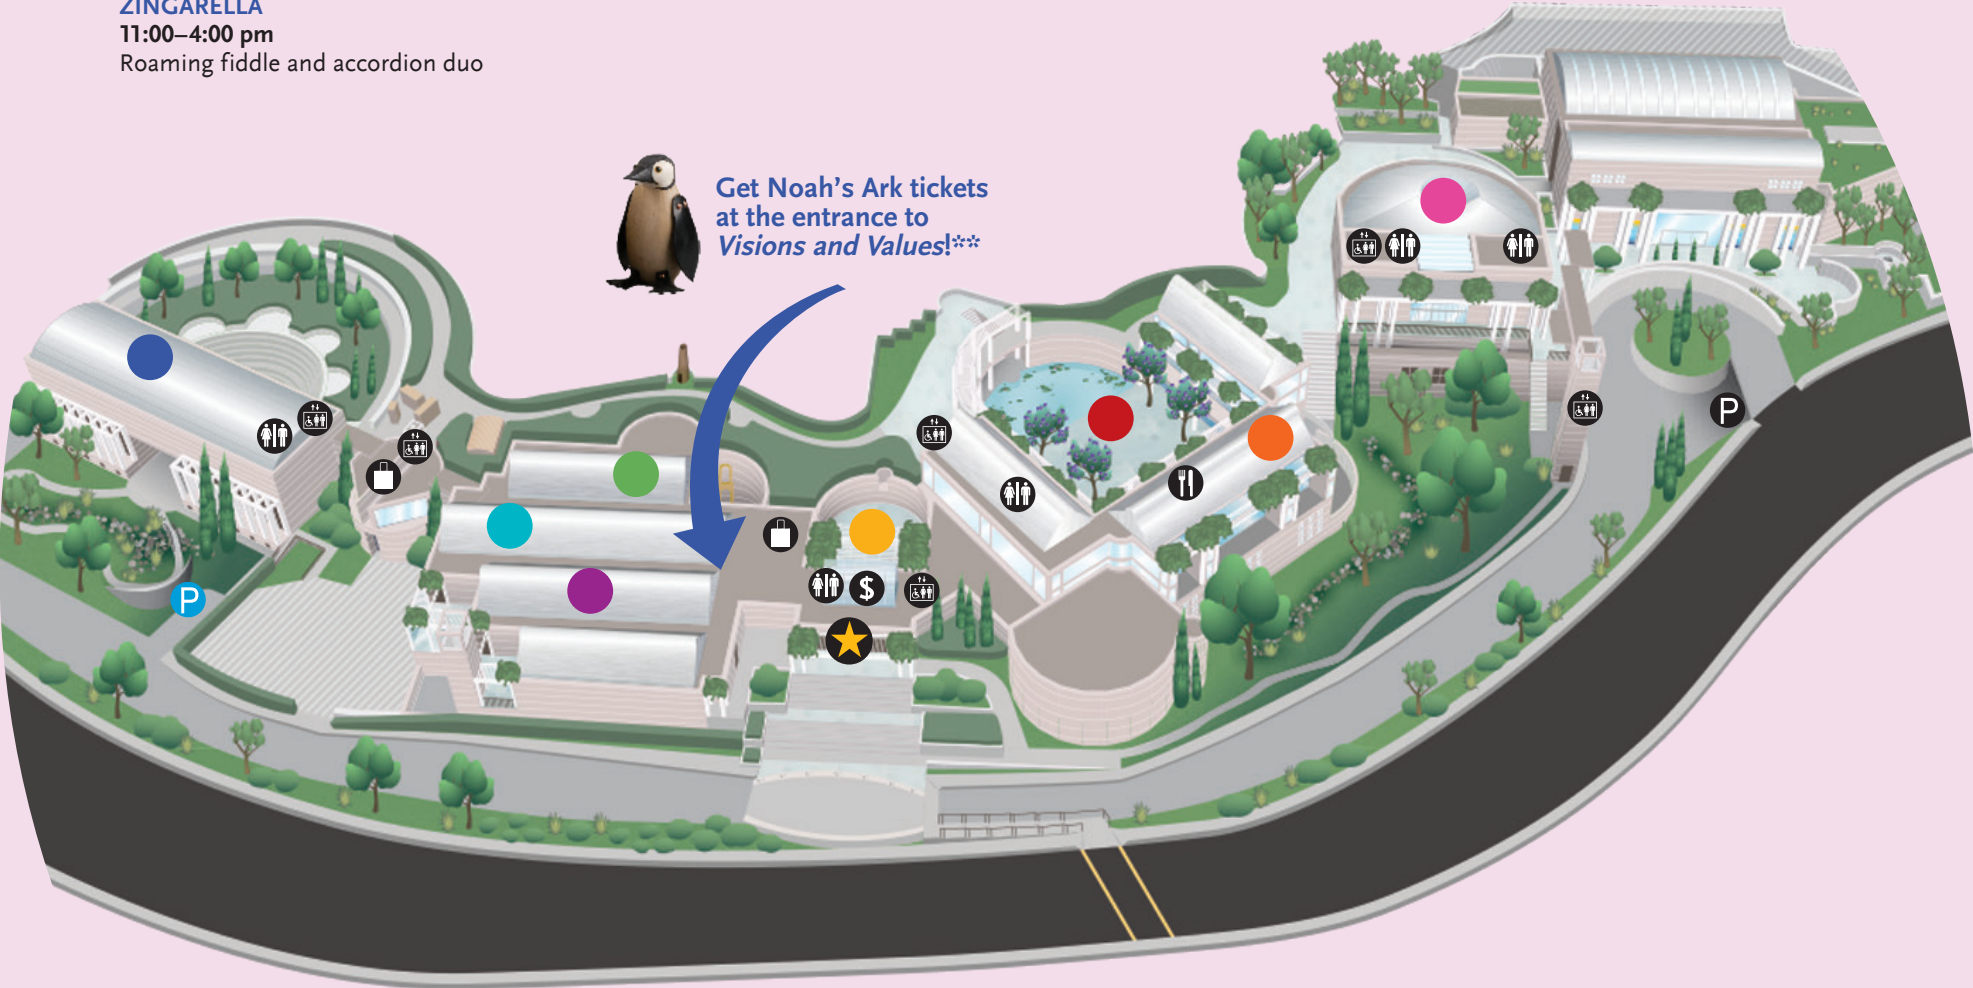 ZINGARELLA
11:00–4:00 pm
Roaming fiddle and accordion duo
Get Noah's Ark tickets
at the entrance to
Visions and Values!**
$
P
P